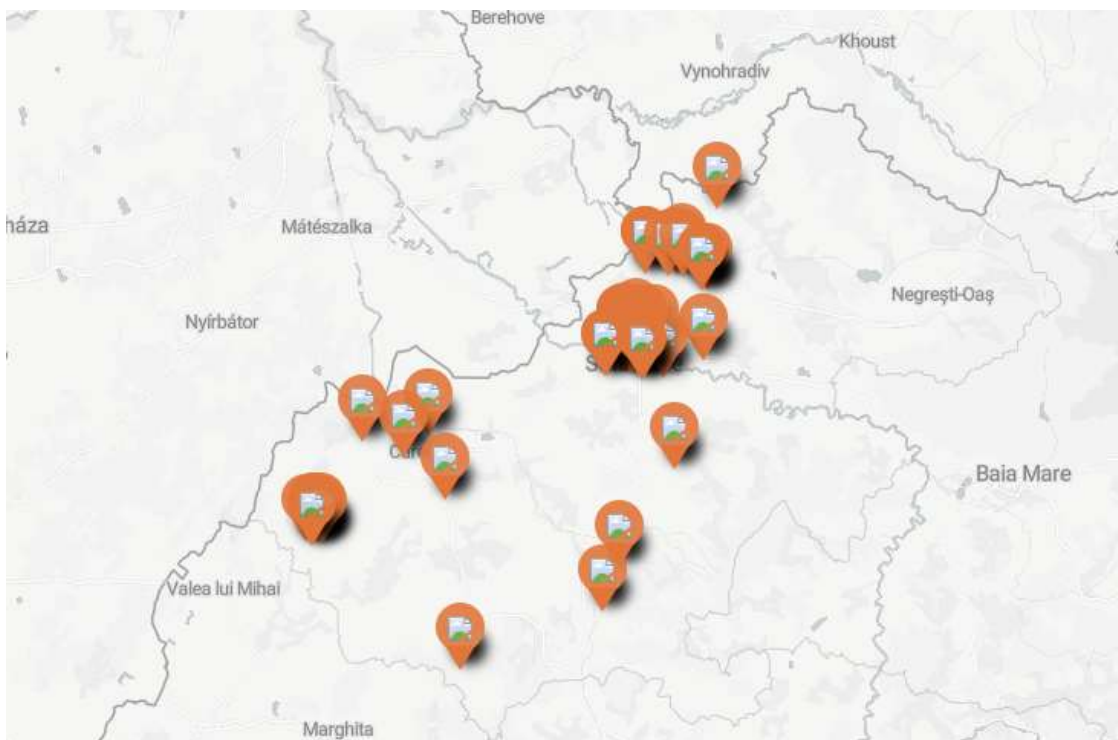 Berehove
Khoust
Vynohradiv
háza
Mátészalka
Negrești-Oaș
Nyírbátor
Baia Mare
Valea lui Mihai
Marghita